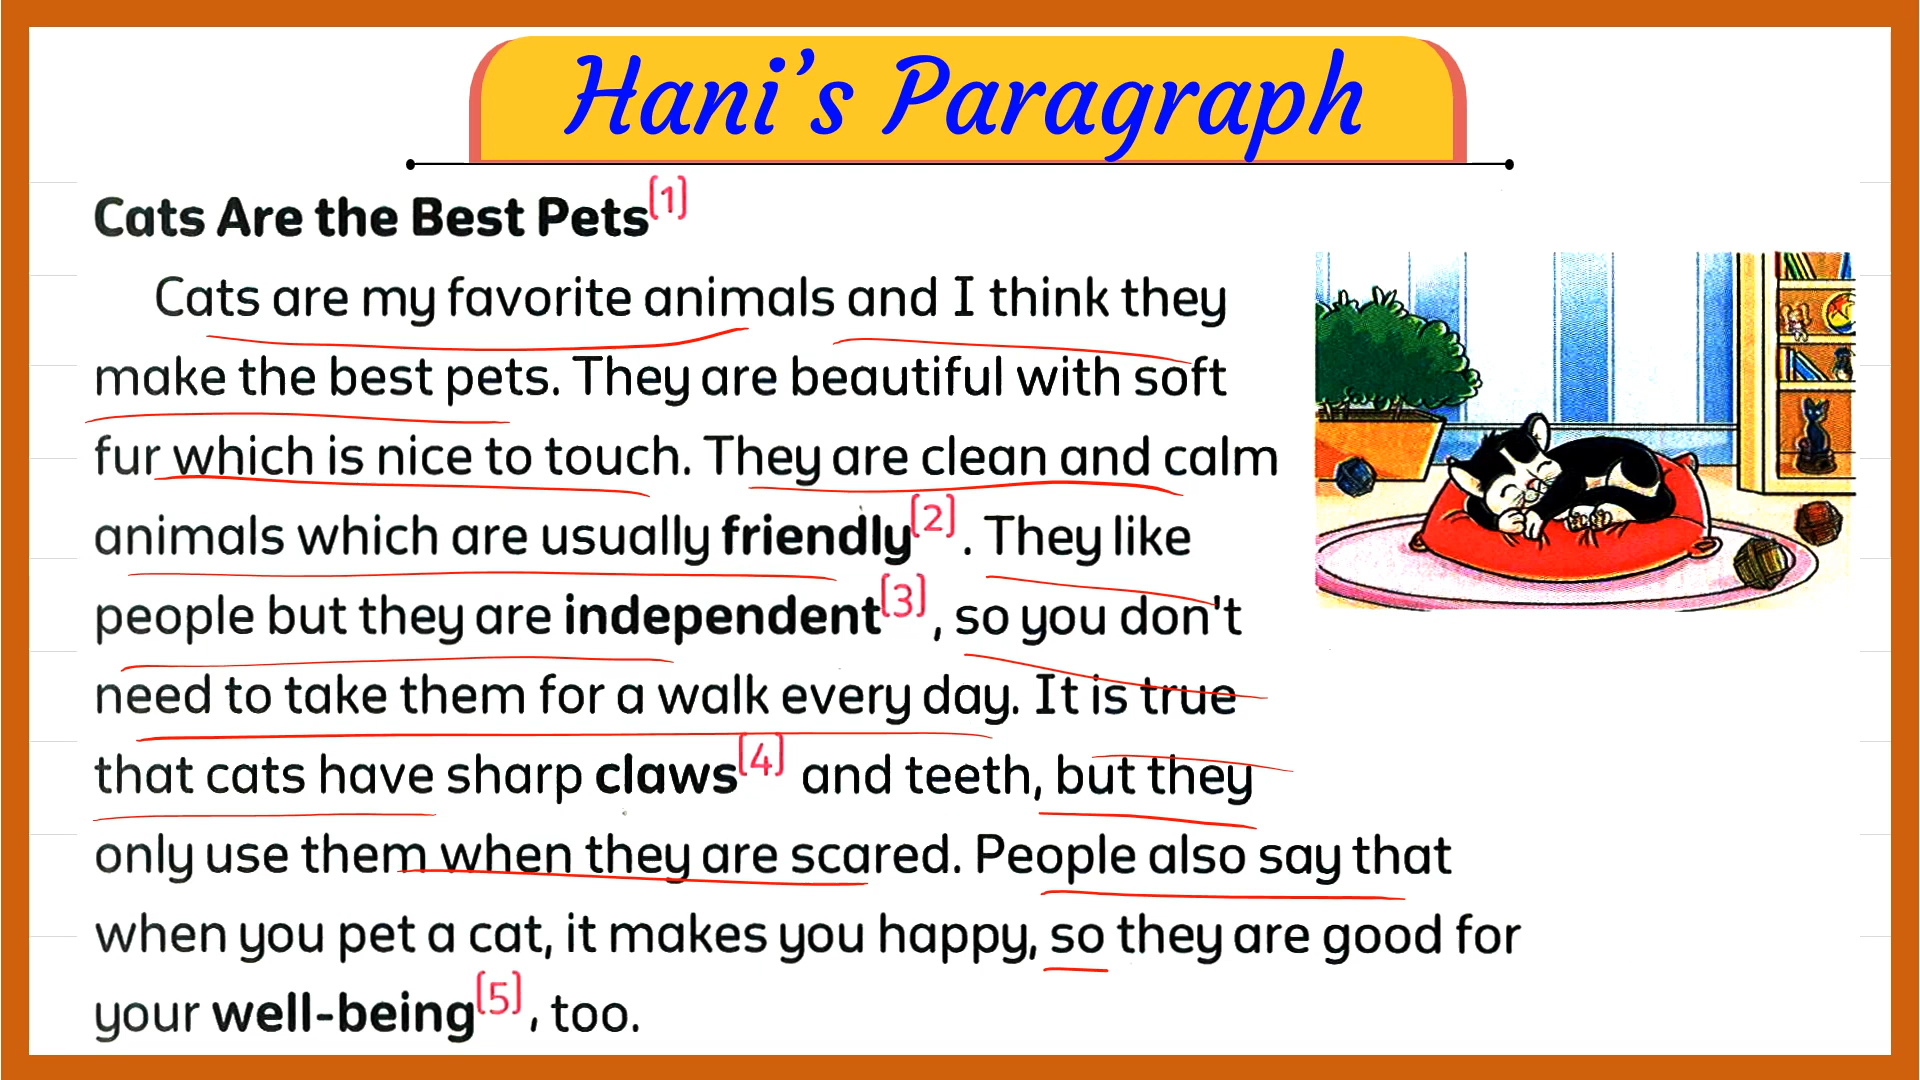 Hani's Paragraph
Cats Are the Best Pets[1]
Cats are my favorite animals and I think they
make the best pets. They are beautiful with soft
fur which is nice to touch. They are clean and calm
animals which are usually friendly[2]. They like
people but they are independent[3], so you don't
need to take them for a walk every day. It is true
that cats have sharp claws[4] and teeth, but they
only use them when they are scared. People also say that
when you pet a cat, it makes you happy, so they are good for
your well-being[5], too.